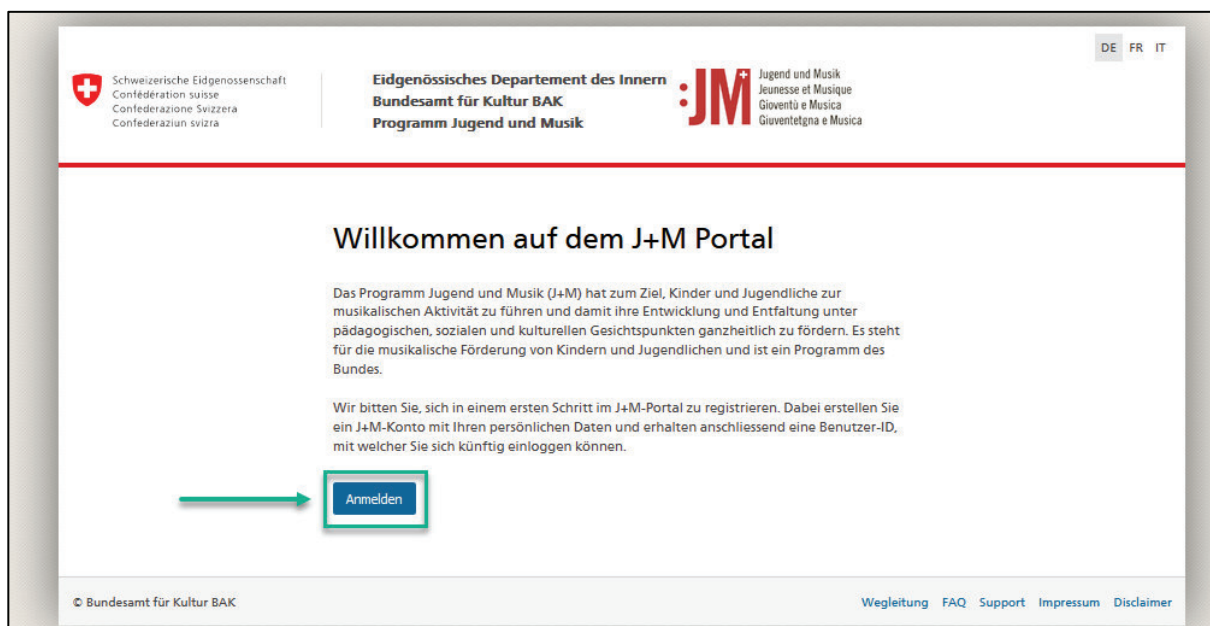 DE FR IT
Schweizerische Eidgenossenschaft
Confédération suisse
Confederazione Svizzera
Confederaziun svizra
Eidgenössisches Departement des Innern
Bundesamt für Kultur BAK
Programm Jugend und Musik
:JM
Jugend und Musik
Jeunesse et Musique
Gioventù e Musica
Giuventetgna e Musica
Willkommen auf dem J+M Portal
Das Programm Jugend und Musik (J+M) hat zum Ziel, Kinder und Jugendliche zur
musikalischen Aktivität zu führen und damit ihre Entwicklung und Entfaltung unter
pädagogischen, sozialen und kulturellen Gesichtspunkten ganzheitlich zu fördern. Es steht
für die musikalische Förderung von Kindern und Jugendlichen und ist ein Programm des
Bundes.
Wir bitten Sie, sich in einem ersten Schritt im J+M-Portal zu registrieren. Dabei erstellen Sie
ein J+M-Konto mit Ihren persönlichen Daten und erhalten anschliessend eine Benutzer-ID,
mit welcher Sie sich künftig einloggen können.
Anmelden
© Bundesamt für Kultur BAK
Wegleitung FAQ Support Impressum Disclaimer